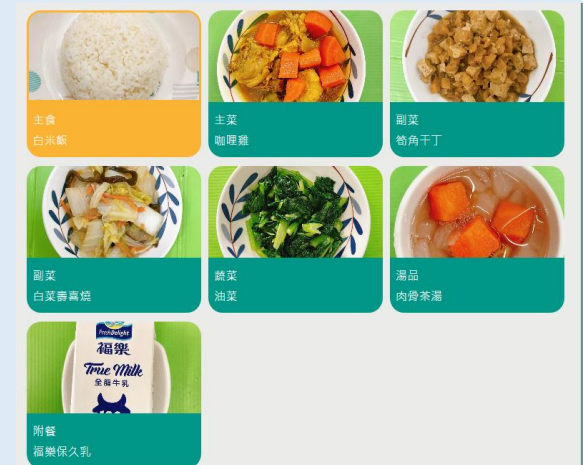 主食
白米飯
主菜
咖哩雞
副菜
筍角干丁
副菜
白菜壽喜燒
蔬菜
油菜
湯品
肉骨茶湯
FreshDelight
福樂
True Milk
全脂牛乳
附餐
福樂保久乳